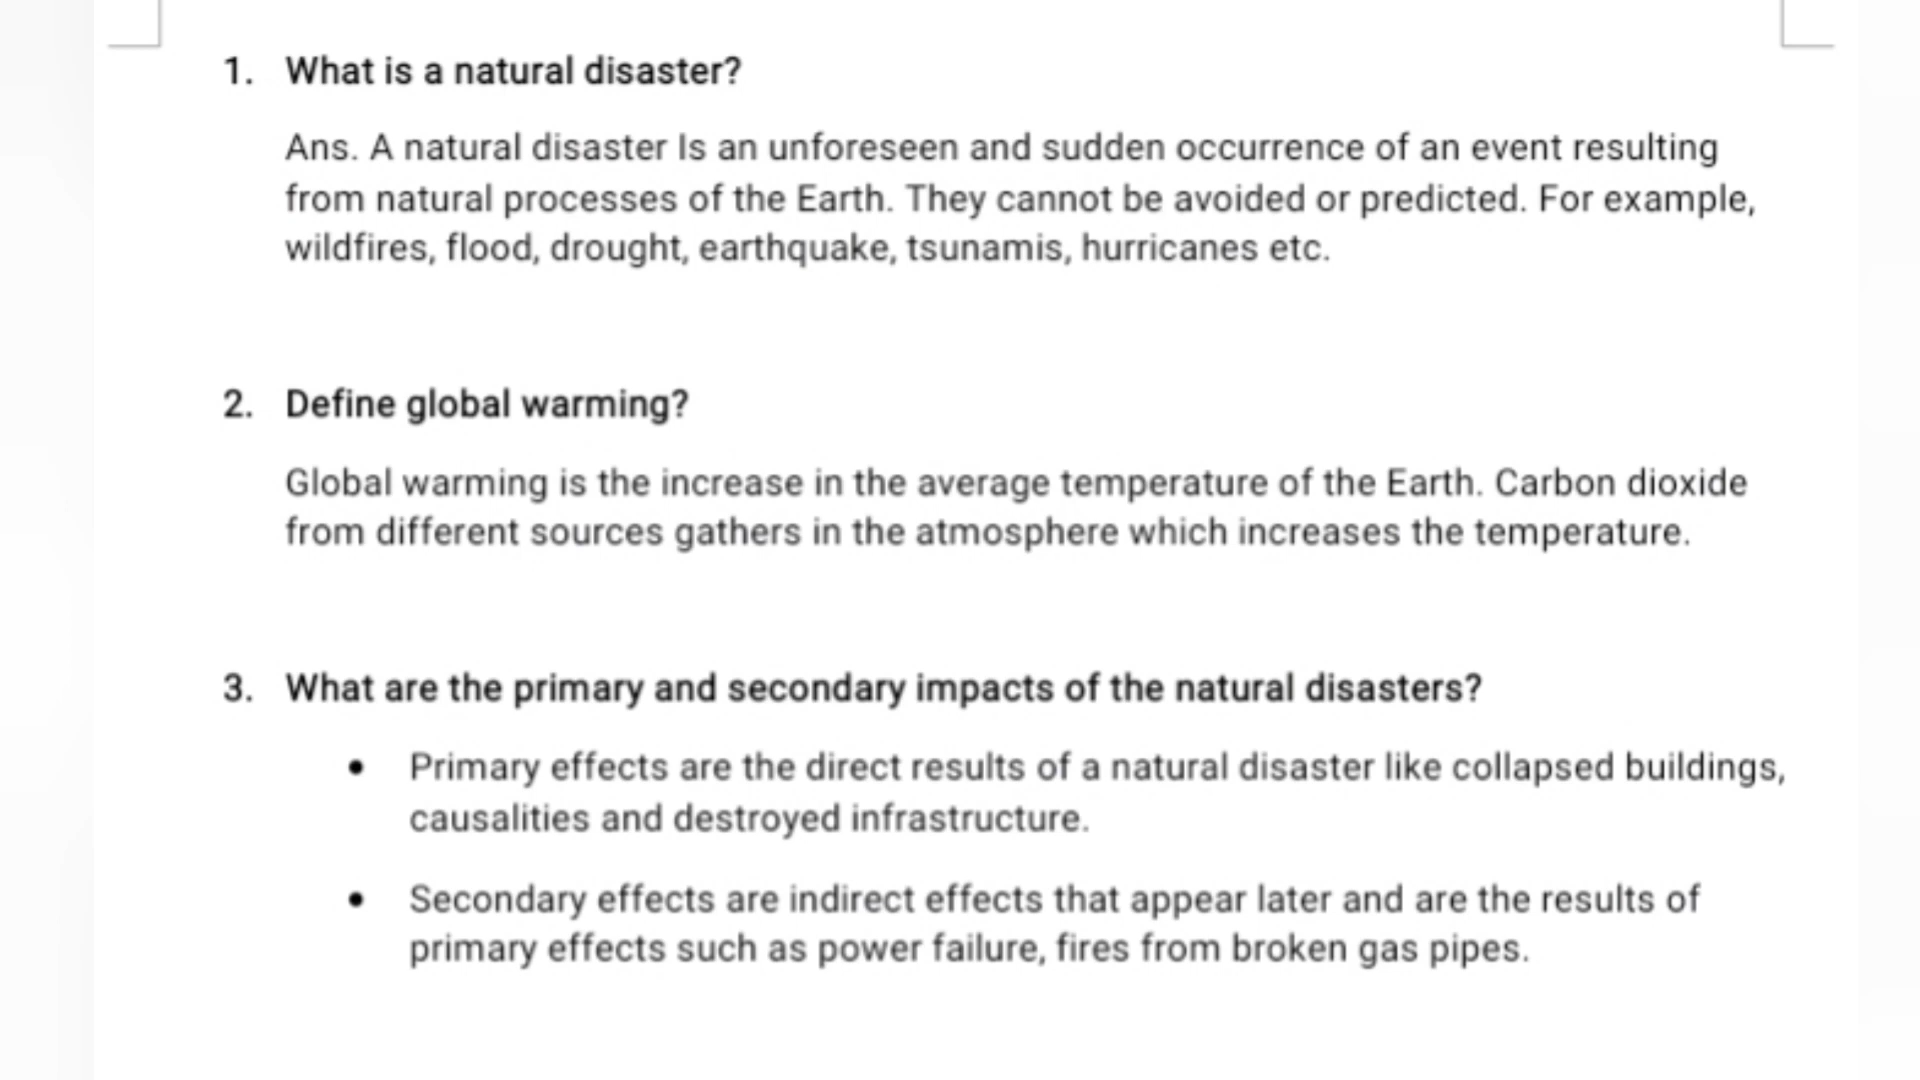 1. What is a natural disaster?
Ans. A natural disaster Is an unforeseen and sudden occurrence of an event resulting
from natural processes of the Earth. They cannot be avoided or predicted. For example,
wildfires, flood, drought, earthquake, tsunamis, hurricanes etc.
2. Define global warming?
Global warming is the increase in the average temperature of the Earth. Carbon dioxide
from different sources gathers in the atmosphere which increases the temperature.
3. What are the primary and secondary impacts of the natural disasters?
• Primary effects are the direct results of a natural disaster like collapsed buildings,
causalities and destroyed infrastructure.
• Secondary effects are indirect effects that appear later and are the results of
primary effects such as power failure, fires from broken gas pipes.